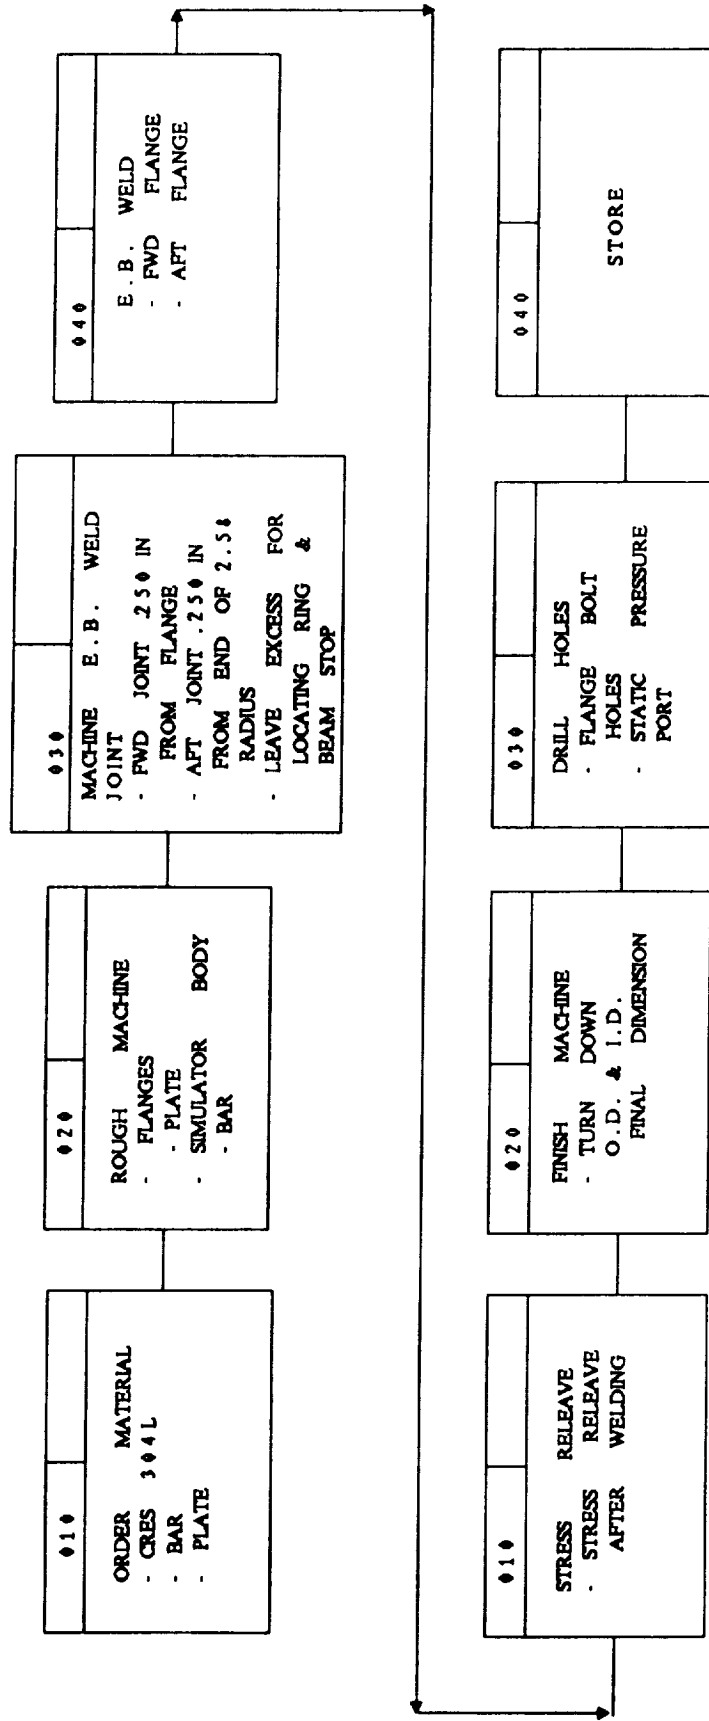 010
ORDER MATERIAL
- CRES 304L
- BAR
- PLATE
020
ROUGH MACHINE
- FLANGES
- PLATE
- SIMULATOR BODY
- BAR
030
MACHINE E.B. WELD
JOINT
- FWD JOINT .250 IN
FROM FLANGE
- AFT JOINT .250 IN
FROM END OF 2.58
RADIUS
- LEAVE EXCESS FOR
LOCATING RING &
BEAM STOP
040
E.B. WELD
- FWD FLANGE
- AFT FLANGE
010
STRESS RELEAVE
- STRESS RELEAVE
AFTER WELDING
020
FINISH MACHINE
- TURN DOWN
O.D. & I.D.
FINAL DIMENSION
030
DRILL HOLES
- FLANGE BOLT
HOLES
- STATIC PRESSURE
PORT
040
STORE